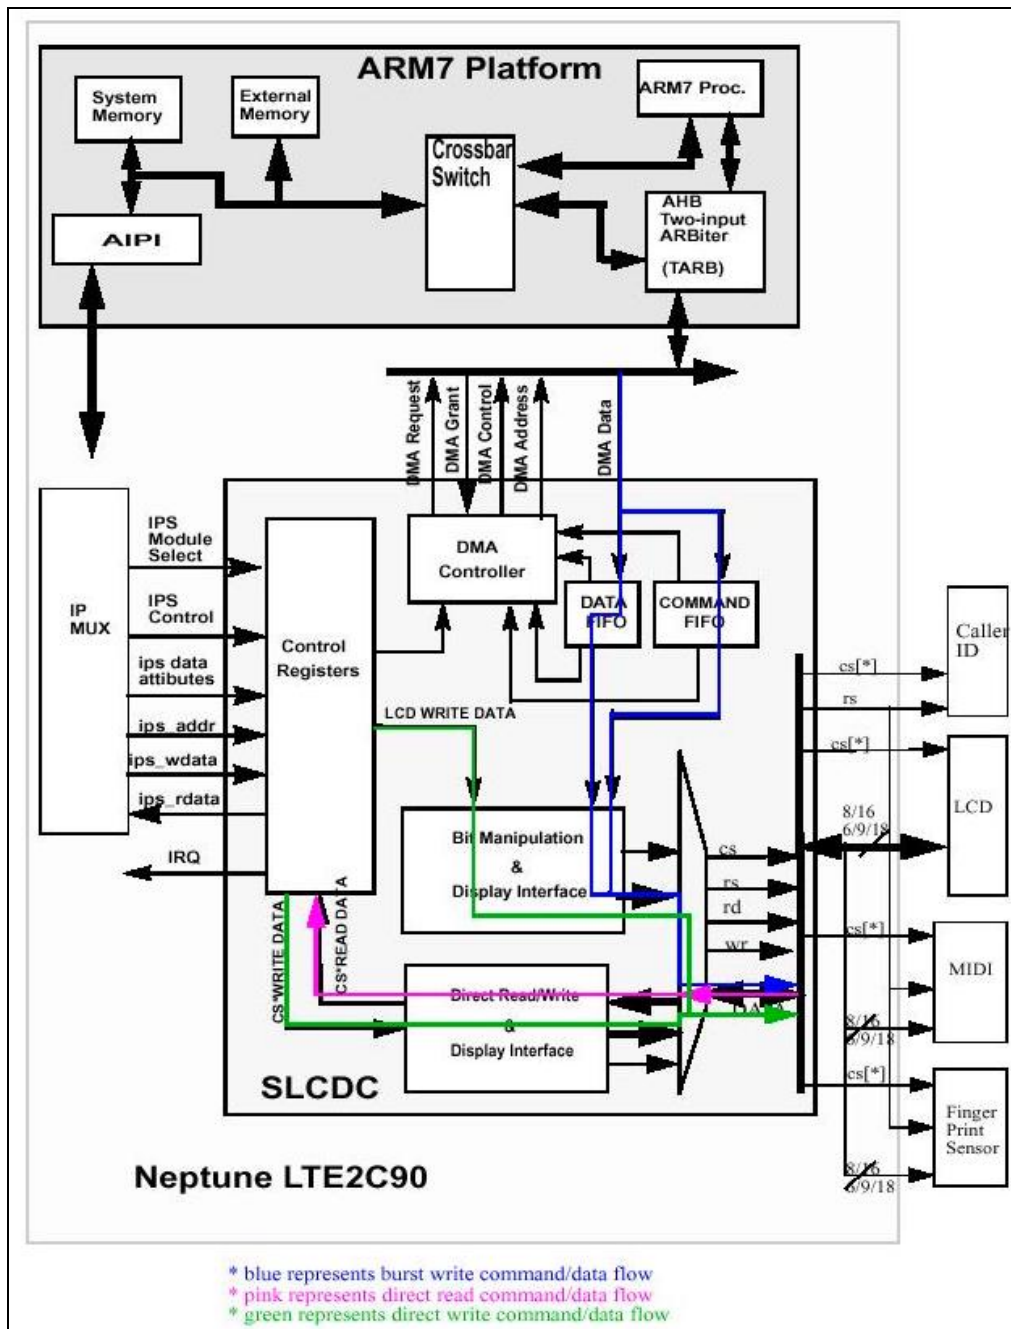 ARM7 Platform
System
Memory
External
Memory
ARM7 Proc.
Crossbar
Switch
AHB
Two-input
ARBiter
(TARB)
AIPI
DMA Request
DMA Grant
DMA Control
DMA Address
DMA Data
IP
MUX
IPS
Module
Select
IPS
Control
ips data
attibutes
ips_addr
ips_wdata
ips_rdata
IRQ
Control
Registers
DMA
Controller
DATA
FIFO
COMMAND
FIFO
LCD WRITE DATA
Bit Manipulation
&
Display Interface
CS*WRITE DATA
CS*READ DATA
Direct Read/Write
&
Display Interface
cs
rs
rd
wr
DATA
SLCDC
cs[*]
rs
cs[*]
8/16
6/9/18
cs[*]
8/16
6/9/18
cs[*]
8/16
6/9/18
Caller
ID
LCD
MIDI
Finger
Print
Sensor
Neptune LTE2C90
* blue represents burst write command/data flow
* pink represents direct read command/data flow
* green represents direct write command/data flow